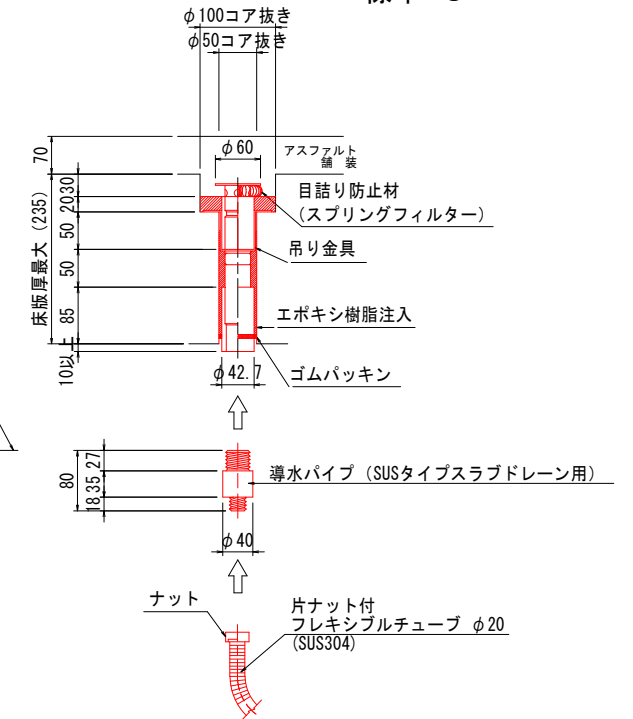 φ100コア抜き
φ50コア抜き
70
φ60
アスファルト
舗 装
30
20
目詰り防止材
(スプリングフィルター)
50
吊り金具
床版厚最大 (235)
50
85
エポキシ樹脂注入
10以上
φ42.7
ゴムパッキン
27
80
35
導水パイプ (SUSタイプスラブドレーン用)
18
φ40
ナット
片ナット付
フレキシブルチューブ φ20
(SUS304)